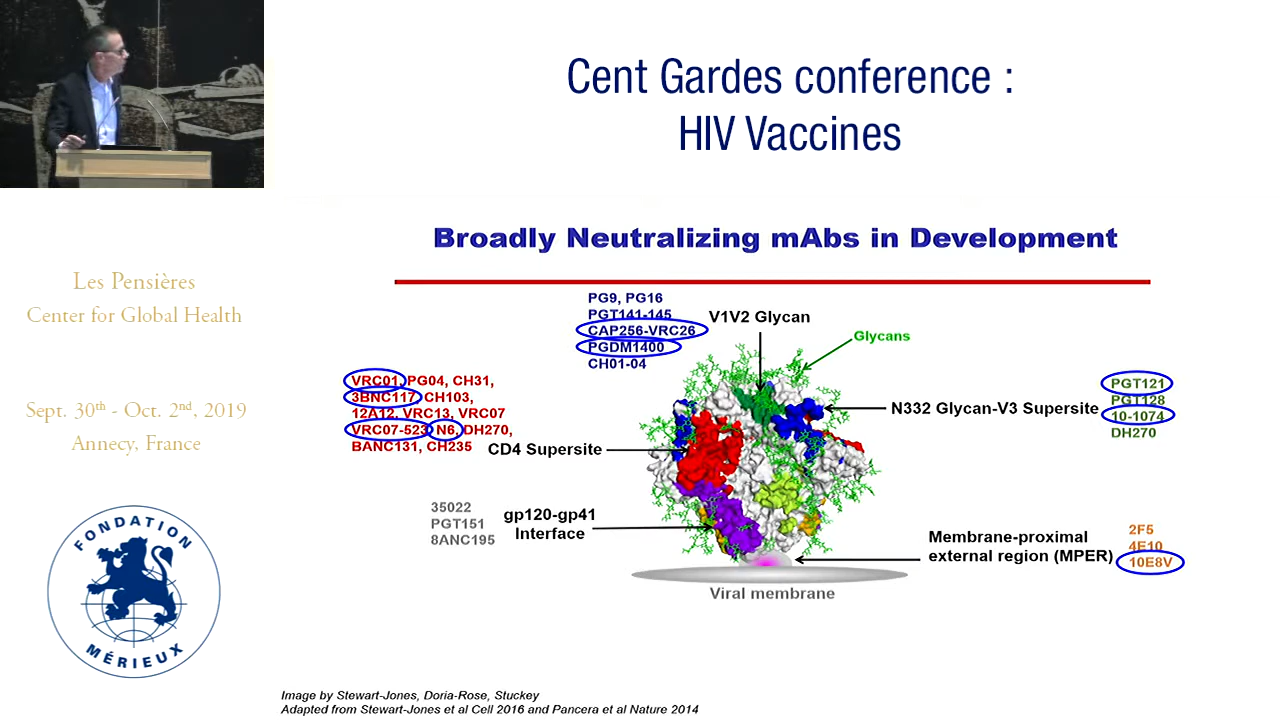 Cent Gardes conference :
HIV Vaccines
Les Pensières
Center for Global Health
Sept. 30th - Oct. 2nd, 2019
Annecy, France
FONDATION
MÉRIEUX
Broadly Neutralizing mAbs in Development
PG9, PG16
PGT141-145
CAP256-VRC26
PGDM1400
CH01-04
V1V2 Glycan
Glycans
VRC01, PG04, CH31,
3BNC117, CH103,
12A12, VRC13, VRC07
VRC07-523, N6, DH270,
BANC131, CH235
CD4 Supersite
N332 Glycan-V3 Supersite
PGT121
PGT128
10-1074
DH270
35022
PGT151
8ANC195
gp120-gp41
Interface
Membrane-proximal
external region (MPER)
2F5
4E10
10E8V
Viral membrane
Image by Stewart-Jones, Doria-Rose, Stuckey
Adapted from Stewart-Jones et al Cell 2016 and Pancera et al Nature 2014